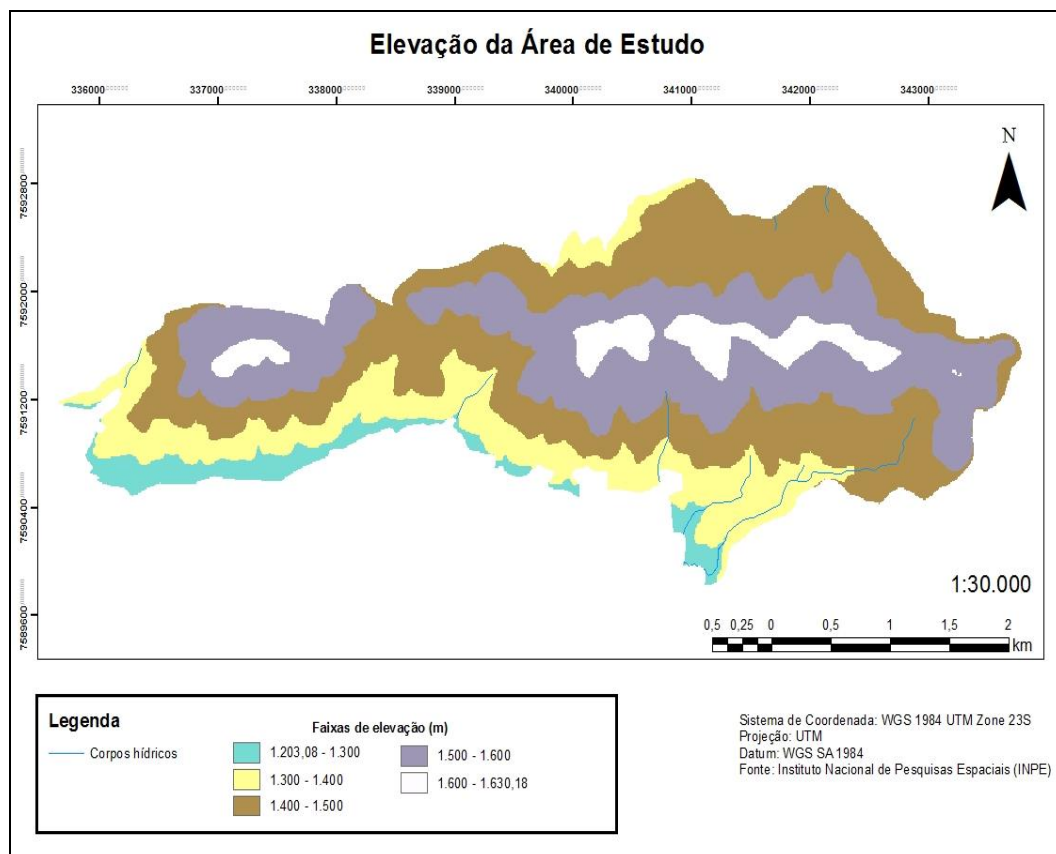 Elevação da Área de Estudo
336000 337000 338000 339000 340000 341000 342000 343000
N
7592800
7592000
7591200
7590400
7589600
1:30.000
0,5 0,25 0 0,5 1 1,5 2
km
Legenda
Corpos hídricos
Faixas de elevação (m)
1.203,08 - 1.300
1.300 - 1.400
1.400 - 1.500
1.500 - 1.600
1.600 - 1.630,18
Sistema de Coordenada: WGS 1984 UTM Zone 23S
Projeção: UTM
Datum: WGS SA 1984
Fonte: Instituto Nacional de Pesquisas Espaciais (INPE)